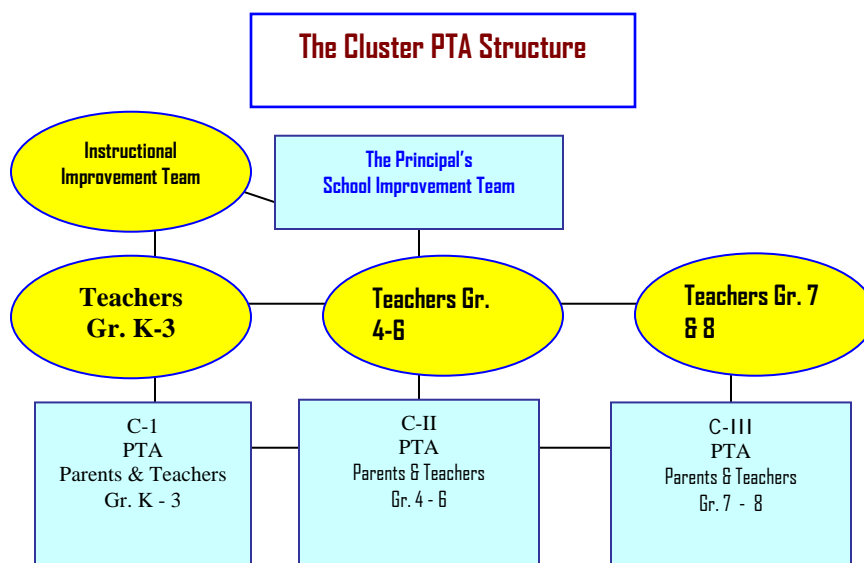 The Cluster PTA Structure
Instructional
Improvement Team
The Principal's
School Improvement Team
Teachers
Gr. K-3
Teachers Gr.
4-6
Teachers Gr. 7
& 8
C-1
PTA
Parents & Teachers
Gr. K - 3
C-II
PTA
Parents & Teachers
Gr. 4 - 6
C-III
PTA
Parents & Teachers
Gr. 7 - 8